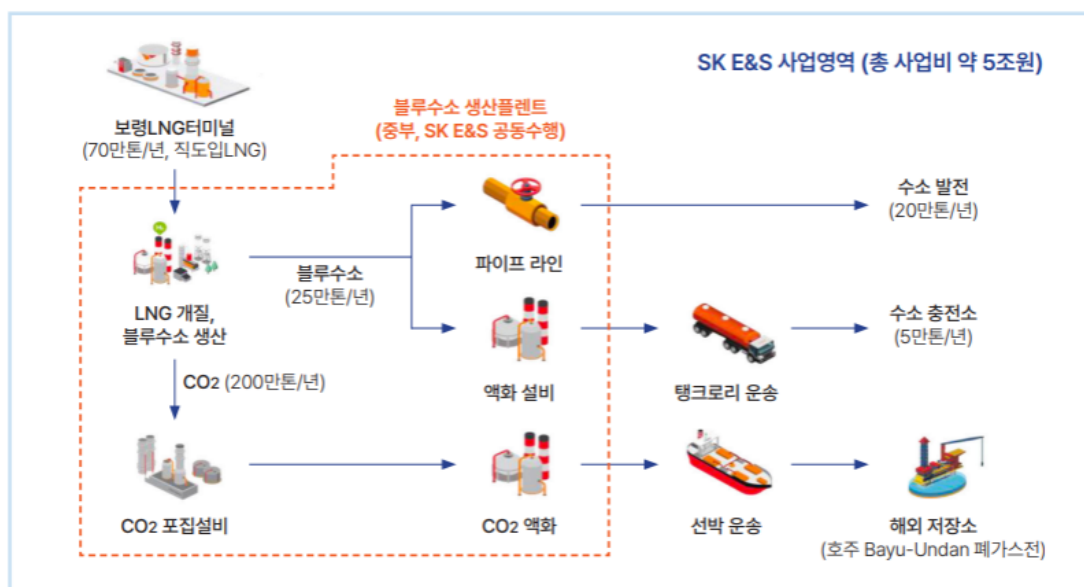 SK E&S 사업영역 (총 사업비 약 5조원)
블루수소 생산플렌트
(중부, SK E&S 공동수행)
보령LNG터미널
(70만톤/년, 직도입LNG)
수소 발전
(20만톤/년)
파이프 라인
블루수소
(25만톤/년)
LNG 개질,
블루수소 생산
수소 충전소
(5만톤/년)
CO2 (200만톤/년)
액화 설비
탱크로리 운송
CO2 포집설비
CO2 액화
선박 운송
해외 저장소
(호주 Bayu-Undan 폐가스전)